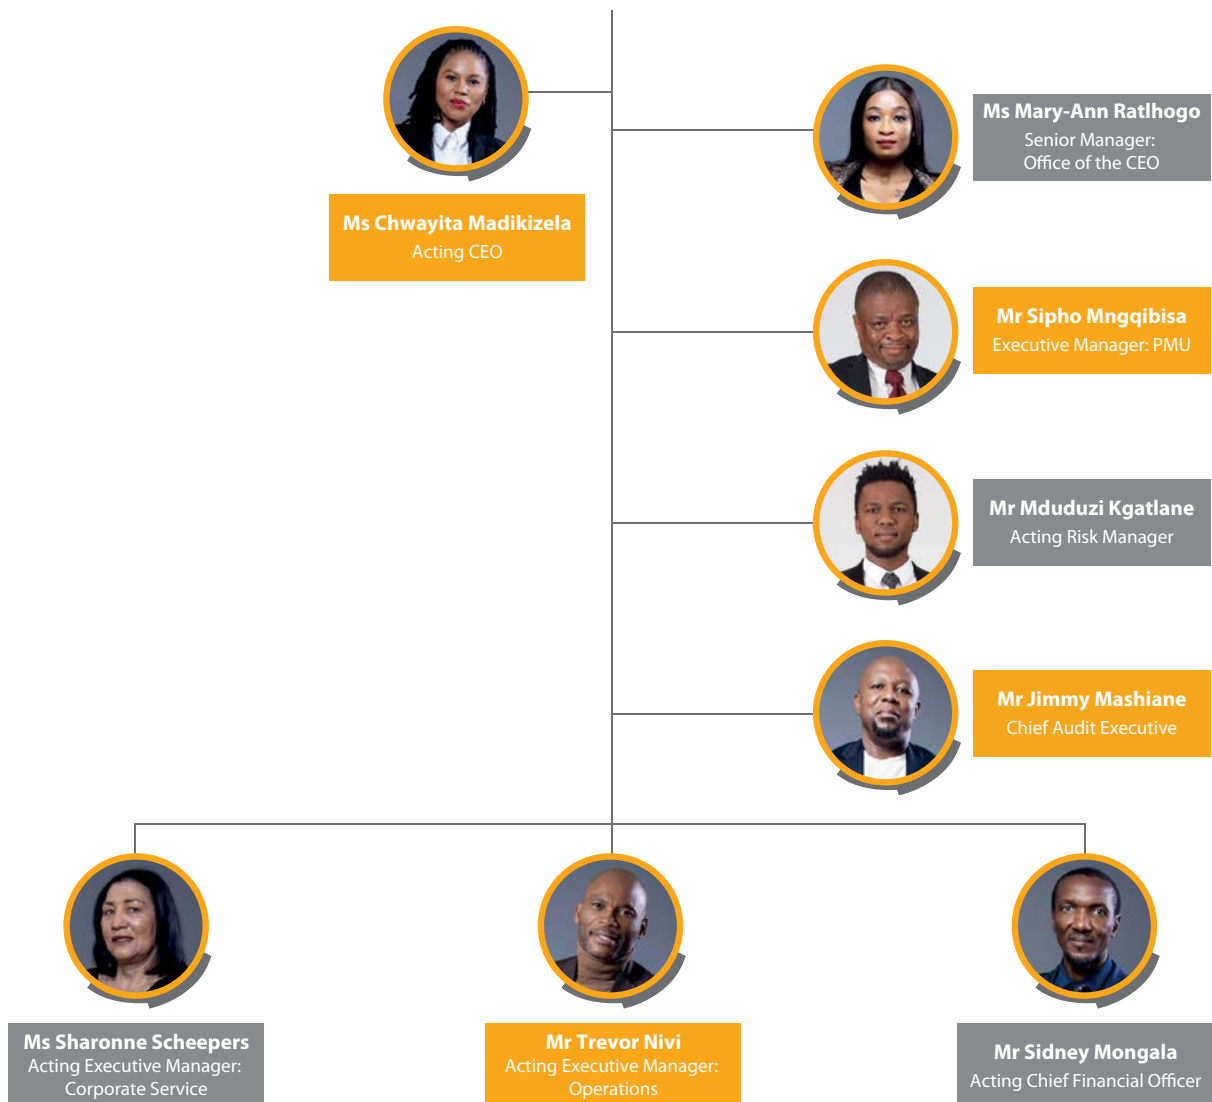 Ms Chwayita Madikizela
Acting CEO
Ms Mary-Ann Ratlhogo
Senior Manager:
Office of the CEO
Mr Sipho Mngqibisa
Executive Manager: PMU
Mr Mduduzi Kgatlane
Acting Risk Manager
Mr Jimmy Mashiane
Chief Audit Executive
Ms Sharonne Scheepers
Acting Executive Manager:
Corporate Service
Mr Trevor Nivi
Acting Executive Manager:
Operations
Mr Sidney Mongala
Acting Chief Financial Officer